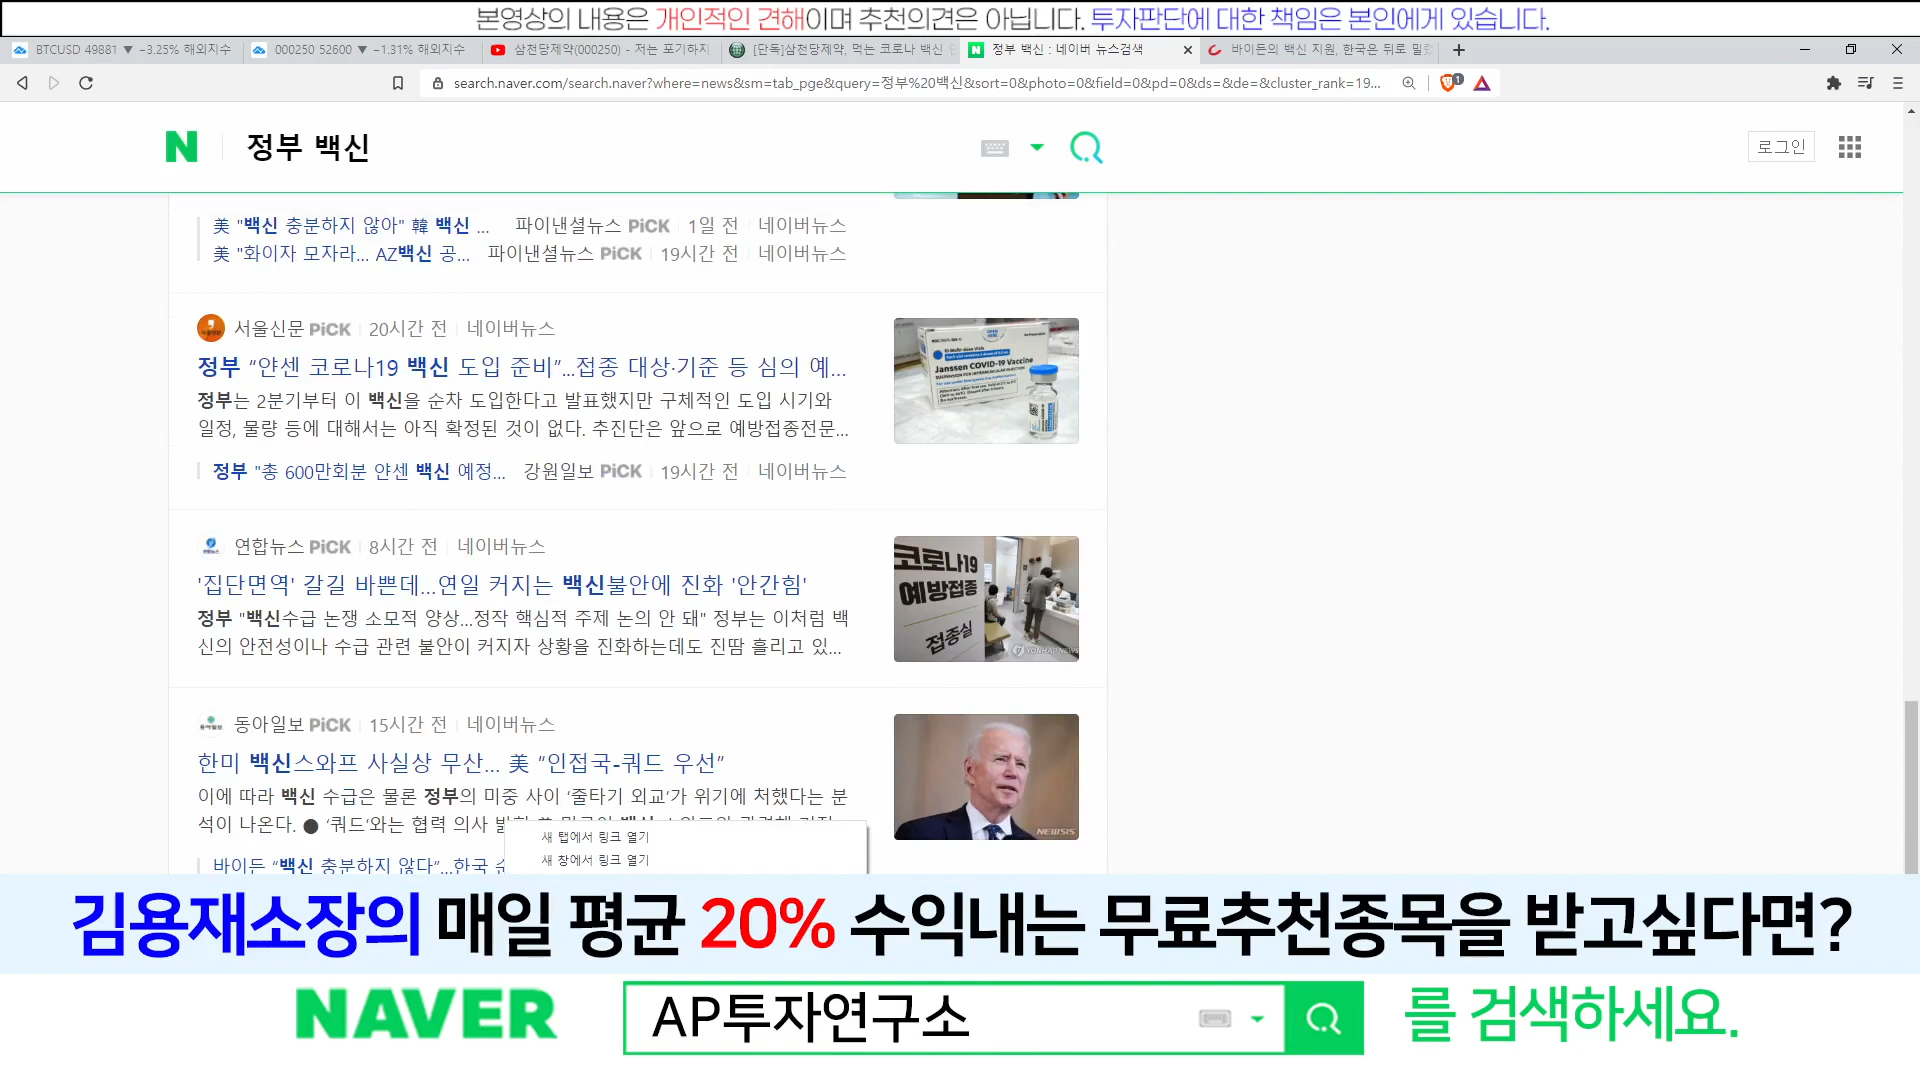 본영상의 내용은 개인적인 견해이며 추천의견은 아닙니다. 투자판단에 대한 책임은 본인에게 있습니다.
BTCUSD 49881 ▼ −3.25% 해외지수
000250 52600 ▼ −1.31% 해외지수
삼천당제약(000250) - 저는 포기하지
[단독]삼천당제약, 먹는 코로나 백신
정부 백신 : 네이버 뉴스검색
바이든의 백신 지원, 한국은 뒤로 밀
search.naver.com/search.naver?where=news&sm=tab_pge&query=정부%20백신&sort=0&photo=0&field=0&pd=0&ds=&de=&cluster_rank=19...
정부 백신
로그인
美 "백신 충분하지 않아" 韓 백신 ... 파이낸셜뉴스 PiCK 1일 전 네이버뉴스
美 "화이자 모자라... AZ백신 공... 파이낸셜뉴스 PiCK 19시간 전 네이버뉴스
서울신문 PiCK 20시간 전 네이버뉴스
정부 “얀센 코로나19 백신 도입 준비”...접종 대상·기준 등 심의 예...
정부는 2분기부터 이 백신을 순차 도입한다고 발표했지만 구체적인 도입 시기와
일정, 물량 등에 대해서는 아직 확정된 것이 없다. 추진단은 앞으로 예방접종전문...
Janssen COVID-19 Vaccine
정부 "총 600만회분 얀센 백신 예정... 강원일보 PiCK 19시간 전 네이버뉴스
연합뉴스 PiCK 8시간 전 네이버뉴스
'집단면역' 갈길 바쁜데...연일 커지는 백신불안에 진화 '안간힘'
정부 "백신수급 논쟁 소모적 양상...정작 핵심적 주제 논의 안 돼" 정부는 이처럼 백
신의 안전성이나 수급 관련 불안이 커지자 상황을 진화하는데도 진땀 흘리고 있...
코로나19
예방접종
접종실
YONHAPNEWS
동아일보 PiCK 15시간 전 네이버뉴스
한미 백신스와프 사실상 무산... 美 “인접국-쿼드 우선”
이에 따라 백신 수급은 물론 정부의 미중 사이 ‘줄타기 외교’가 위기에 처했다는 분
석이 나온다. ● ‘쿼드’와는 협력 의사
NEWSIS
새 탭에서 링크 열기
새 창에서 링크 열기
바이든 “백신 충분하지 않다”...한국
김용재소장의 매일 평균 20% 수익내는 무료추천종목을 받고싶다면?
NAVER AP투자연구소 를 검색하세요.